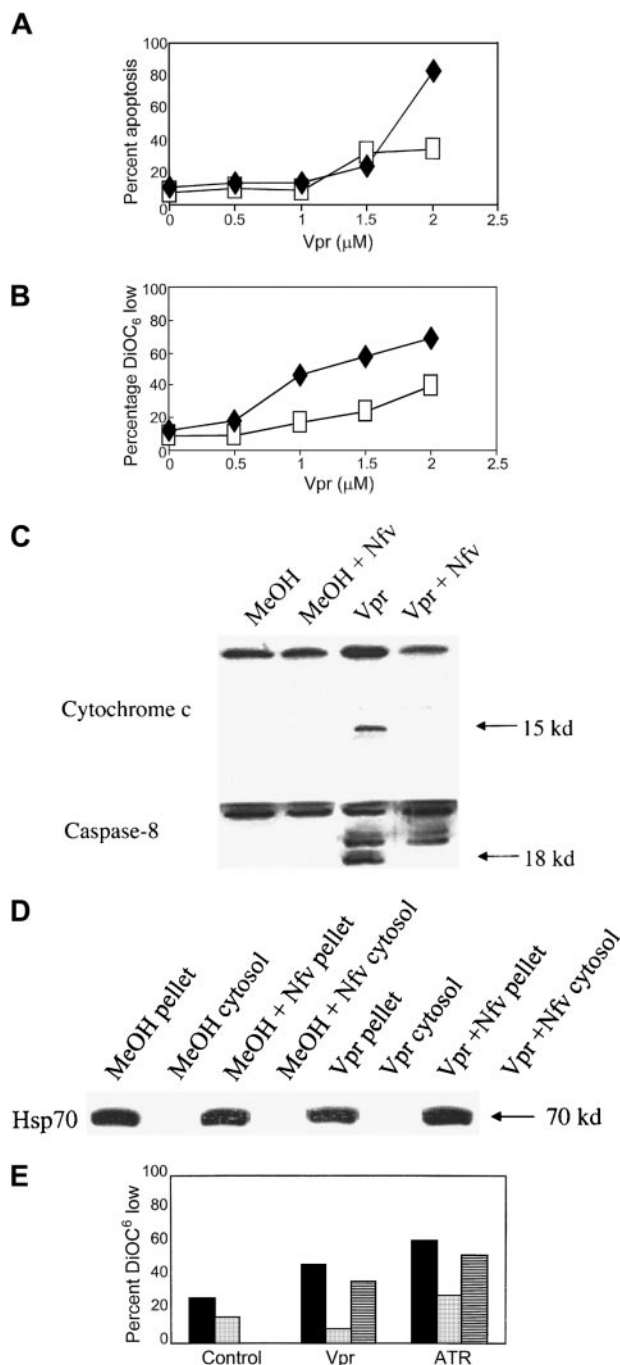 A
Percent apoptosis
100
80
60
40
20
0
0 0.5 1 1.5 2 2.5
Vpr (μM)
B
Percentage DiOC6 low
100
80
60
40
20
0
0 0.5 1 1.5 2 2.5
Vpr (μM)
C
MeOH
MeOH + Nfv
Vpr
Vpr + Nfv
Cytochrome c
15 kd
Caspase-8
18 kd
D
MeOH pellet
MeOH cytosol
MeOH + Nfv pellet
MeOH + Nfv cytosol
Vpr pellet
Vpr cytosol
Vpr +Nfv pellet
Vpr +Nfv cytosol
Hsp70
70 kd
E
Percent DiOC6 low
100
80
60
40
20
0
Control Vpr ATR